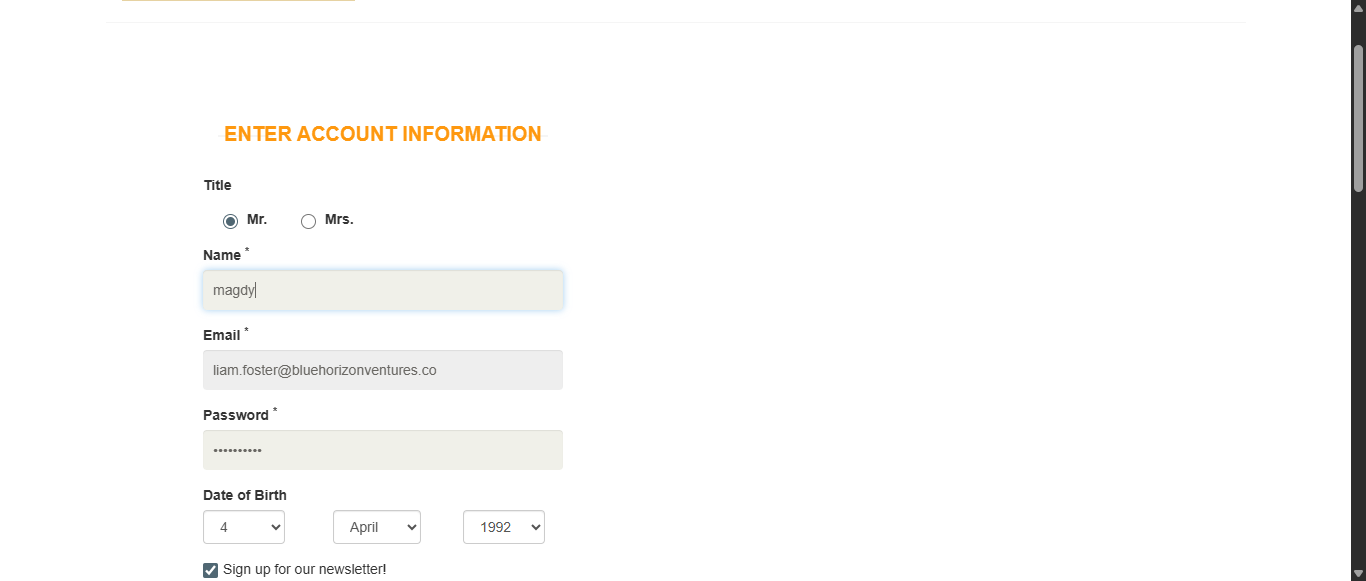 ENTER ACCOUNT INFORMATION
Title
Mr. Mrs.
Name *
magdy
Email *
liam.foster@bluehorizonventures.co
Password *
••••••••••
Date of Birth
4 April 1992
Sign up for our newsletter!